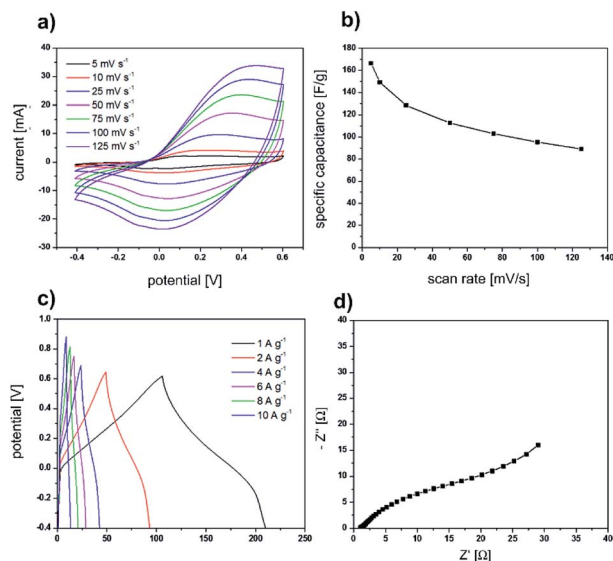 a)
40
30
20
10
0
-10
-20
-30
current [mA]
5 mV s⁻¹
10 mV s⁻¹
25 mV s⁻¹
50 mV s⁻¹
75 mV s⁻¹
100 mV s⁻¹
125 mV s⁻¹
-0.4 -0.2 0.0 0.2 0.4 0.6
potential [V]
b)
180
160
140
120
100
80
60
40
20
0
specific capacitance [F/g]
0 20 40 60 80 100 120 140
scan rate [mV/s]
c)
1.0
0.8
0.6
0.4
0.2
0.0
-0.2
-0.4
potential [V]
1 A g⁻¹
2 A g⁻¹
4 A g⁻¹
6 A g⁻¹
8 A g⁻¹
10 A g⁻¹
0 50 100 150 200 250
d)
40
35
30
25
20
15
10
5
0
- Z'' [Ω]
0 5 10 15 20 25 30 35 40
Z' [Ω]